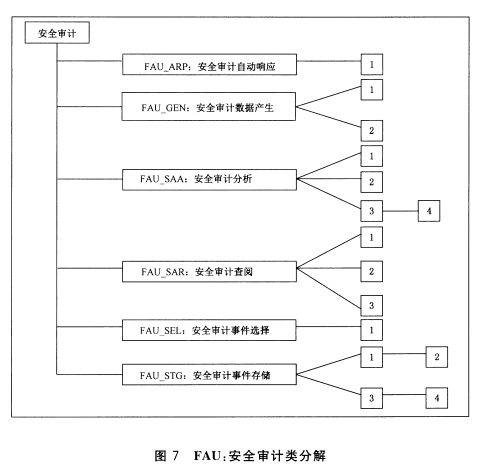 安全审计
FAU_ARP：安全审计自动响应
1
FAU_GEN：安全审计数据产生
1
2
FAU_SAA：安全审计分析
1
2
3
4
FAU_SAR：安全审计查阅
1
2
3
FAU_SEL：安全审计事件选择
1
FAU_STG：安全审计事件存储
1
2
3
4
图 7 FAU：安全审计类分解